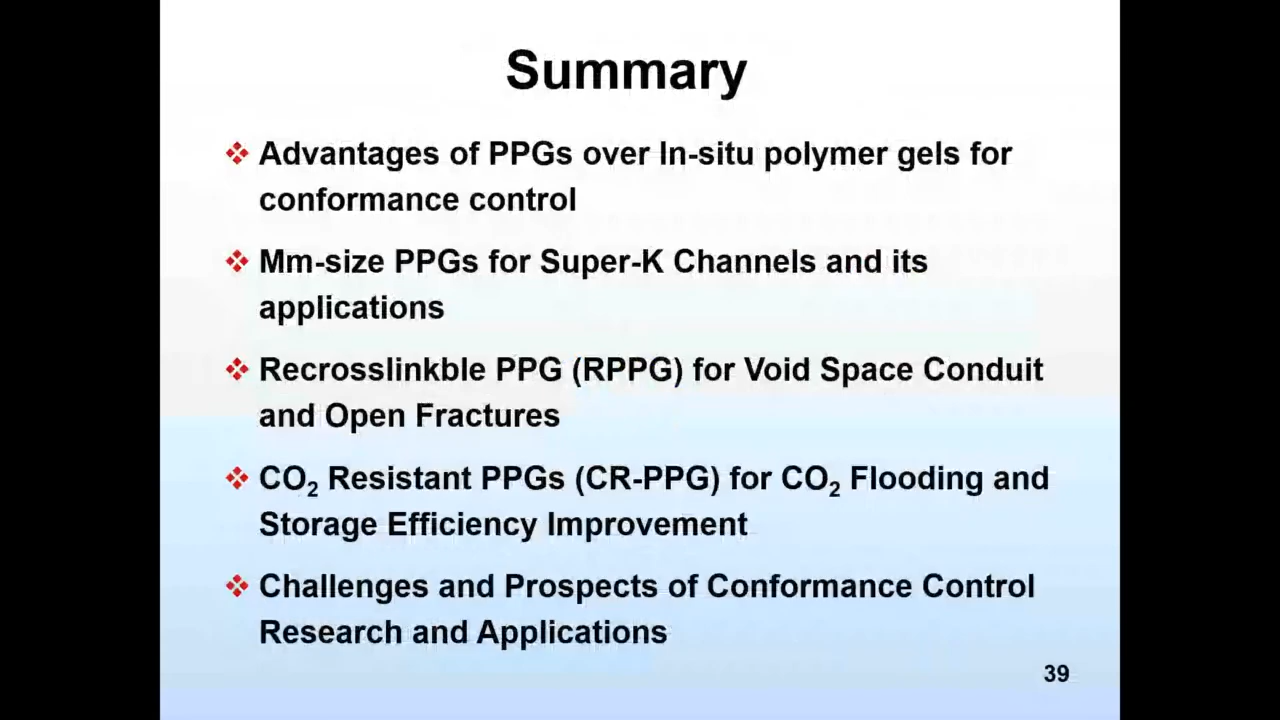 Summary
Advantages of PPGs over In-situ polymer gels for
conformance control
Mm-size PPGs for Super-K Channels and its
applications
Recrosslinkble PPG (RPPG) for Void Space Conduit
and Open Fractures
CO₂ Resistant PPGs (CR-PPG) for CO₂ Flooding and
Storage Efficiency Improvement
Challenges and Prospects of Conformance Control
Research and Applications
39